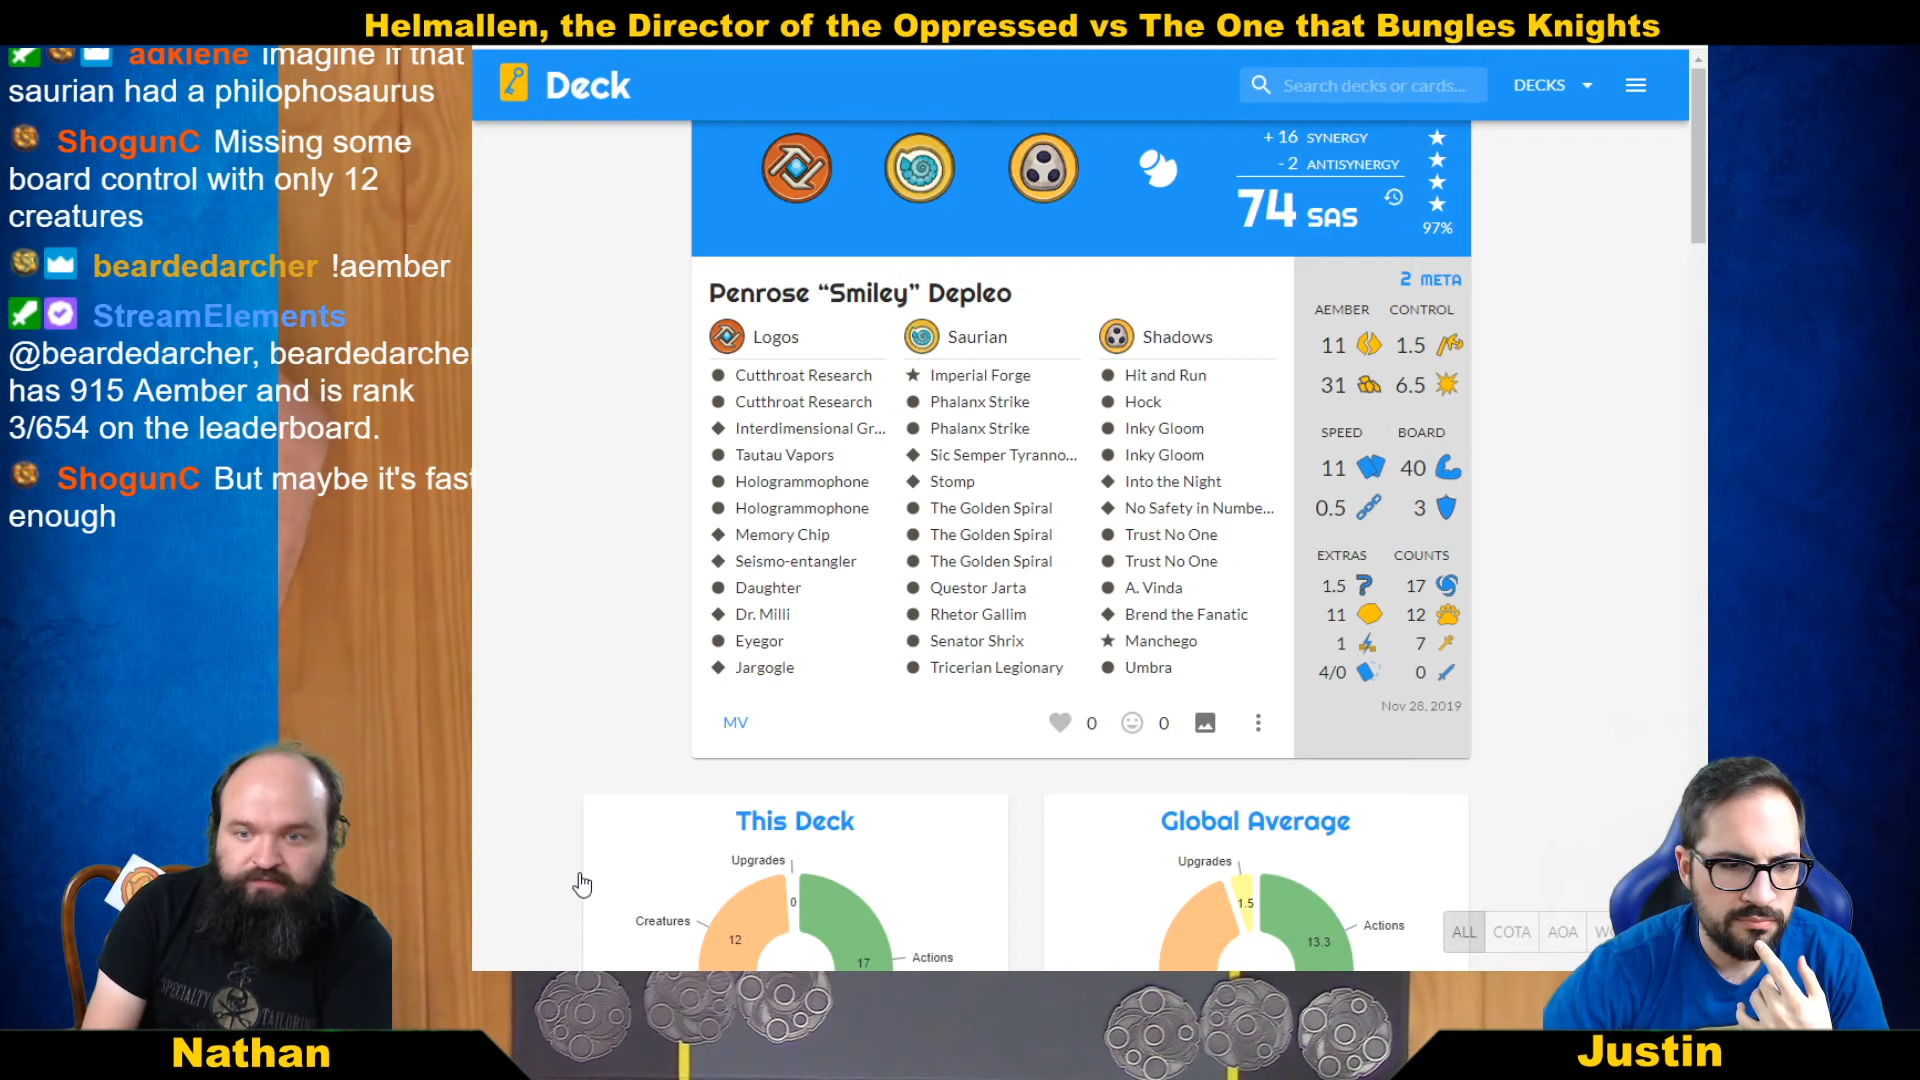 Helmallen, the Director of the Oppressed vs The One that Bungles Knights
adkiene imagine if that
saurian had a philophosaurus
ShogunC Missing some
board control with only 12
creatures
beardedarcher !aember
StreamElements
@beardedarcher, beardedarche
has 915 Aember and is rank
3/654 on the leaderboard.
ShogunC But maybe it's fast
enough
Deck
Search decks or cards...
DECKS
+ 16 SYNERGY
- 2 ANTISYNERGY
74 SAS
97%
Penrose “Smiley” Depleo
Logos
Cutthroat Research
Cutthroat Research
Interdimensional Gr...
Tautau Vapors
Hologrammophone
Hologrammophone
Memory Chip
Seismo-entangler
Daughter
Dr. Milli
Eyegor
Jargogle
Saurian
Imperial Forge
Phalanx Strike
Phalanx Strike
Sic Semper Tyranno...
Stomp
The Golden Spiral
The Golden Spiral
The Golden Spiral
Questor Jarta
Rhetor Gallim
Senator Shrix
Tricerian Legionary
Shadows
Hit and Run
Hock
Inky Gloom
Inky Gloom
Into the Night
No Safety in Numbe...
Trust No One
Trust No One
A. Vinda
Brend the Fanatic
Manchego
Umbra
MV
0
0
2 META
AEMBER CONTROL
11 1.5
31 6.5
SPEED BOARD
11 40
0.5 3
EXTRAS COUNTS
1.5 17
11 12
1 7
4/0 0
Nov 28, 2019
This Deck
Upgrades
0
Creatures
12
17
Actions
Global Average
Upgrades
1.5
13.3
Actions
ALL COTA AOA WO
SPECIALTY
TAILORIS
Nathan
Justin